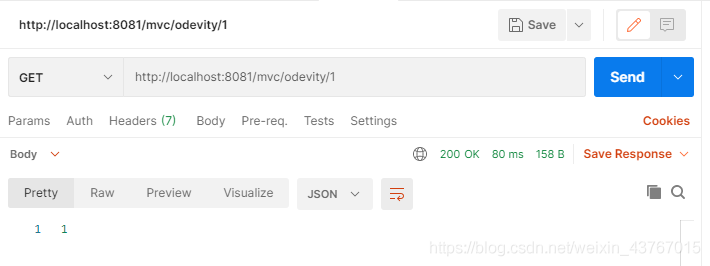 http://localhost:8081/mvc/odevity/1 Save
GET http://localhost:8081/mvc/odevity/1 Send
Params Auth Headers (7) Body Pre-req. Tests Settings Cookies
Body 200 OK 80 ms 158 B Save Response
Pretty Raw Preview Visualize JSON
1 1
https://blog.csdn.net/weixin_43767015